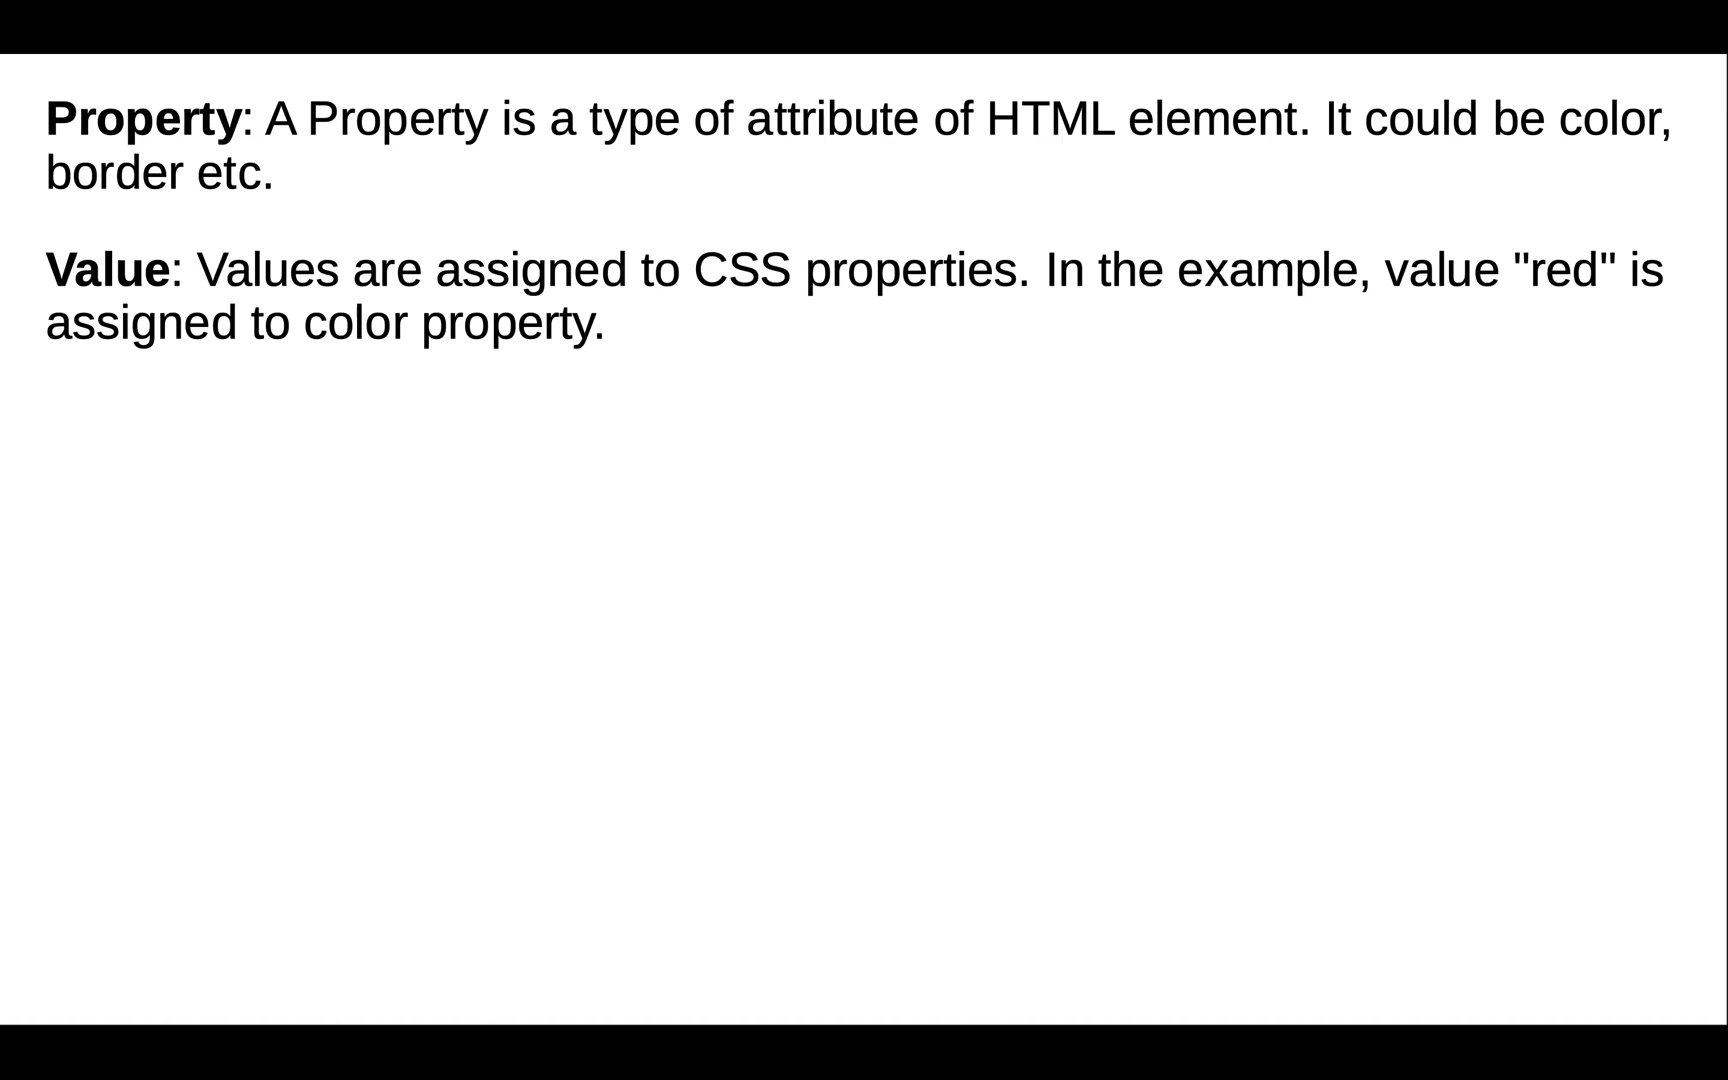 Property: A Property is a type of attribute of HTML element. It could be color,
border etc.
Value: Values are assigned to CSS properties. In the example, value "red" is
assigned to color property.